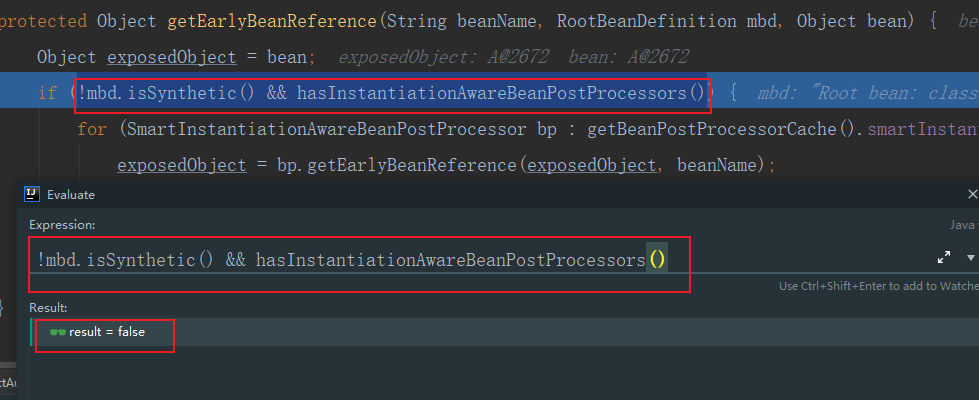 protected Object getEarlyBeanReference(String beanName, RootBeanDefinition mbd, Object bean) { be
Object exposedObject = bean; exposedObject: A@2672 bean: A@2672
if (!mbd.isSynthetic() && hasInstantiationAwareBeanPostProcessors()) { mbd: "Root bean: class
for (SmartInstantiationAwareBeanPostProcessor bp : getBeanPostProcessorCache().smartInstant
exposedObject = bp.getEarlyBeanReference(exposedObject, beanName);
Evaluate
Expression:
Java
!mbd.isSynthetic() && hasInstantiationAwareBeanPostProcessors()
Use Ctrl+Shift+Enter to add to Watche
}
Result:
result = false
ctAu